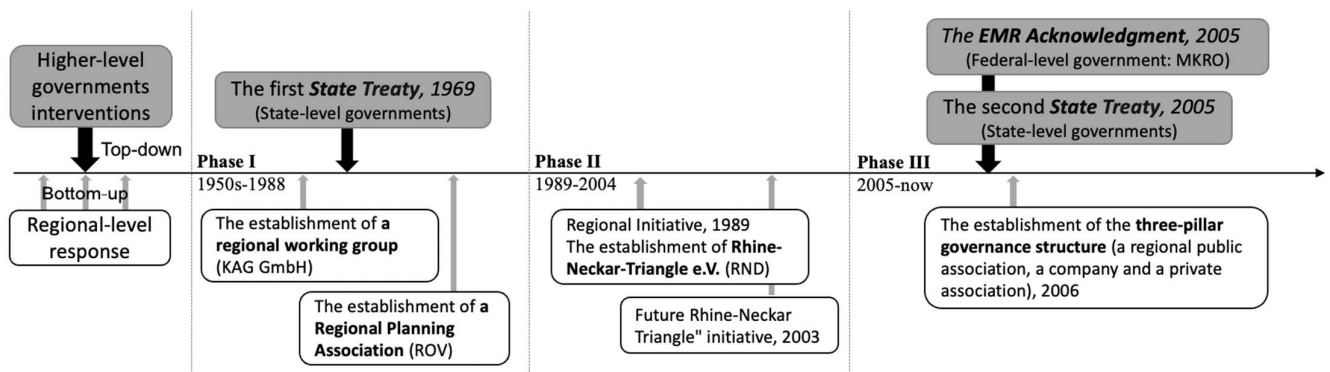 Higher-level
governments
interventions
Top-down
Bottom-up
Regional-level
response
The first State Treaty, 1969
(State-level governments)
Phase I
1950s-1988
The establishment of a
regional working group
(KAG GmbH)
The establishment of a
Regional Planning
Association (ROV)
Phase II
1989-2004
Regional Initiative, 1989
The establishment of Rhine-
Neckar-Triangle e.V. (RND)
Future Rhine-Neckar
Triangle" initiative, 2003
The EMR Acknowledgment, 2005
(Federal-level government: MKRO)
The second State Treaty, 2005
(State-level governments)
Phase III
2005-now
The establishment of the three-pillar
governance structure (a regional public
association, a company and a private
association), 2006